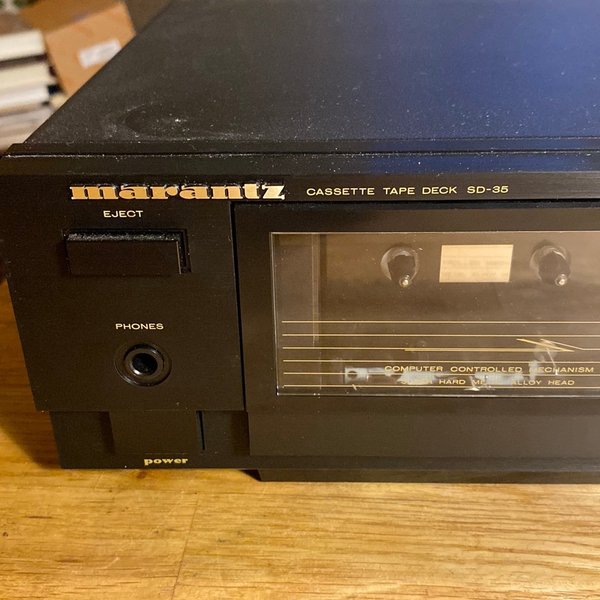 marantz CASSETTE TAPE DECK SD-35
EJECT
PHONES
COMPUTER CONTROLLED MECHANISM
HARD METAL ALLOY HEAD
power